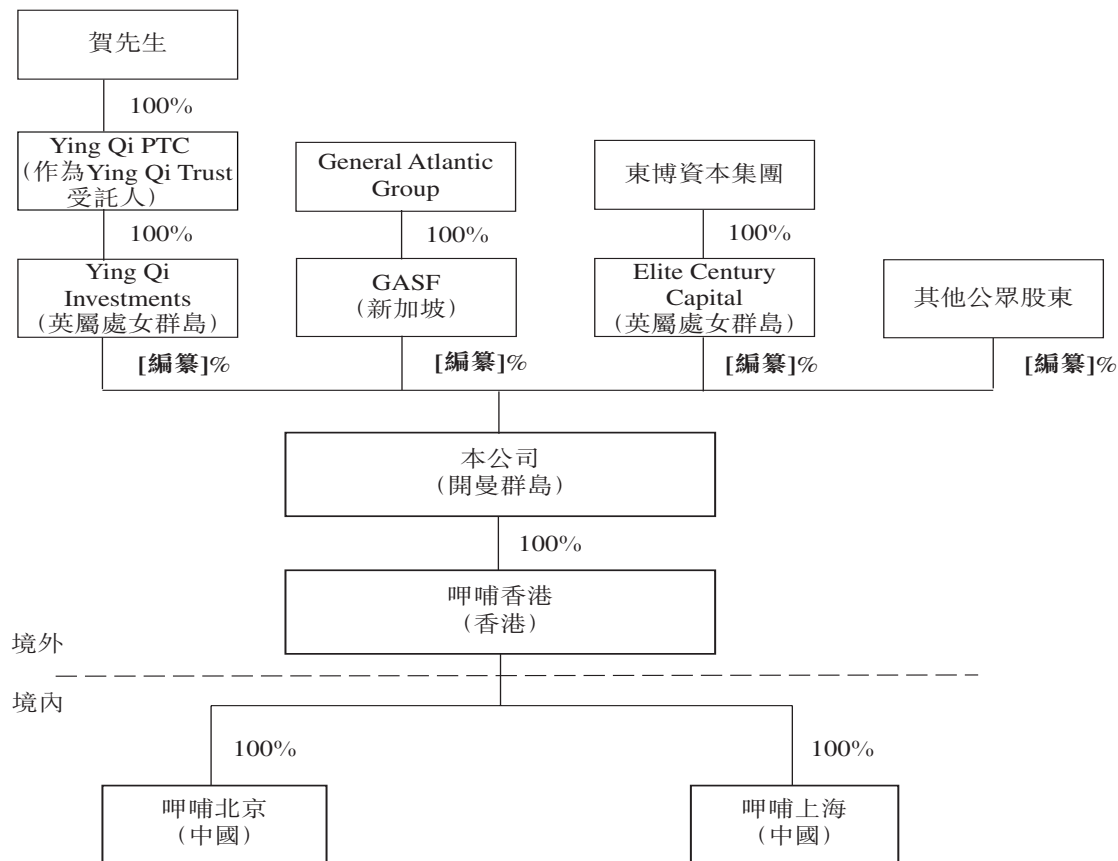 賀先生
100%
Ying Qi PTC
(作為Ying Qi Trust
受託人)
General Atlantic
Group
東博資本集團
100%
100%
100%
Ying Qi
Investments
(英屬處女群島)
GASF
(新加坡)
Elite Century
Capital
(英屬處女群島)
其他公眾股東
[編纂]%
[編纂]%
[編纂]%
[編纂]%
本公司
(開曼群島)
100%
呷哺香港
(香港)
境外
境內
100%
100%
呷哺北京
(中國)
呷哺上海
(中國)